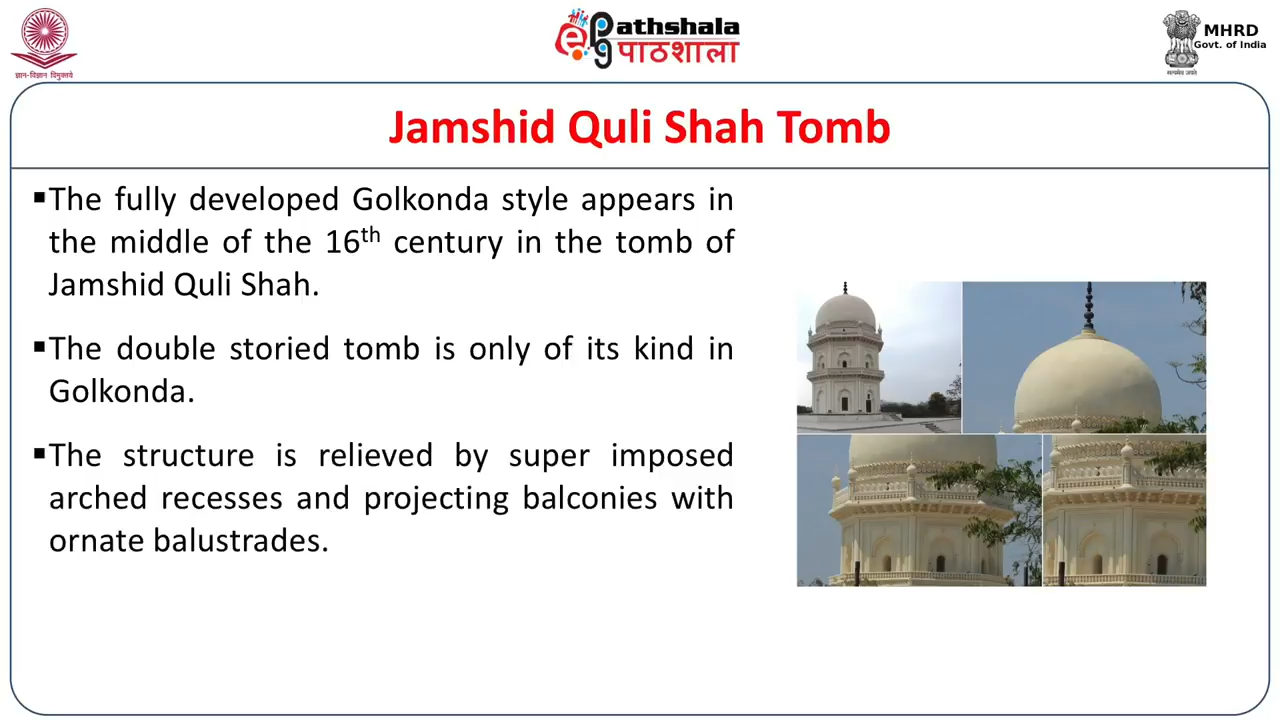 ज्ञान-विज्ञान विमुक्तये
ePG Pathshala
पाठशाला
MHRD
Govt. of India
सत्यमेव जयते
Jamshid Quli Shah Tomb
▪The fully developed Golkonda style appears in
the middle of the 16th century in the tomb of
Jamshid Quli Shah.
▪The double storied tomb is only of its kind in
Golkonda.
▪The structure is relieved by super imposed
arched recesses and projecting balconies with
ornate balustrades.